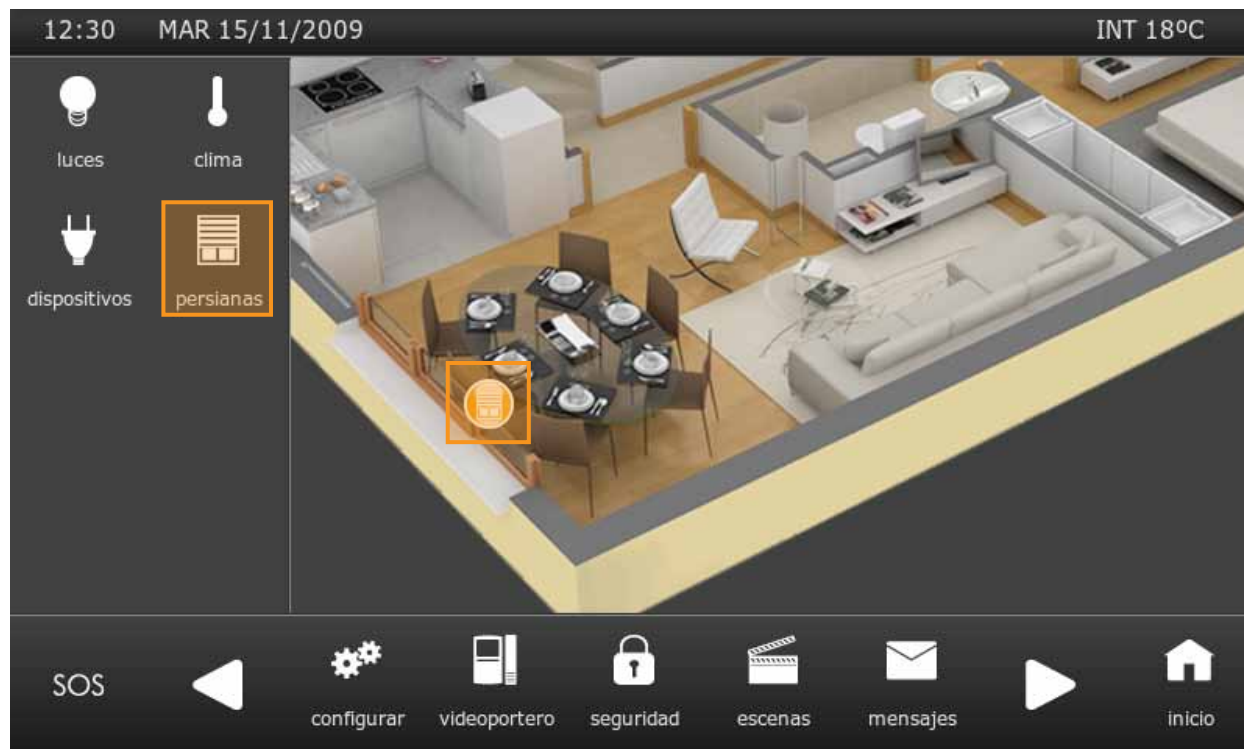 12:30 MAR 15/11/2009 INT 18ºC
luces clima
dispositivos persianas
SOS
configurar videoportero seguridad escenas mensajes inicio